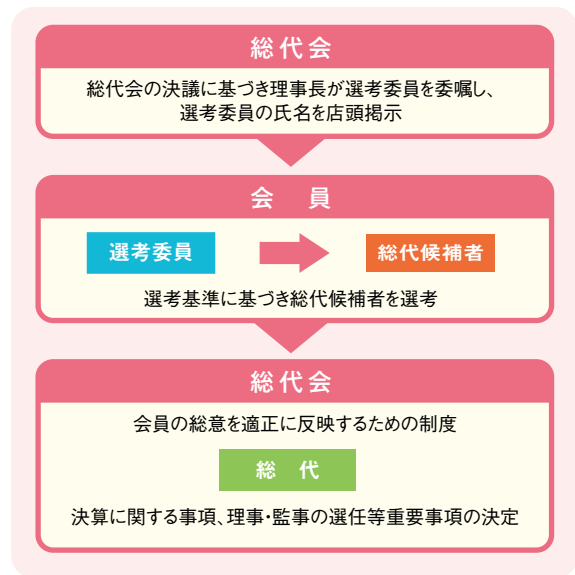 総代会
総代会の決議に基づき理事長が選考委員を委嘱し、
選考委員の氏名を店頭掲示
会　員
選考委員
総代候補者
選考基準に基づき総代候補者を選考
総代会
会員の総意を適正に反映するための制度
総　代
決算に関する事項、理事・監事の選任等重要事項の決定